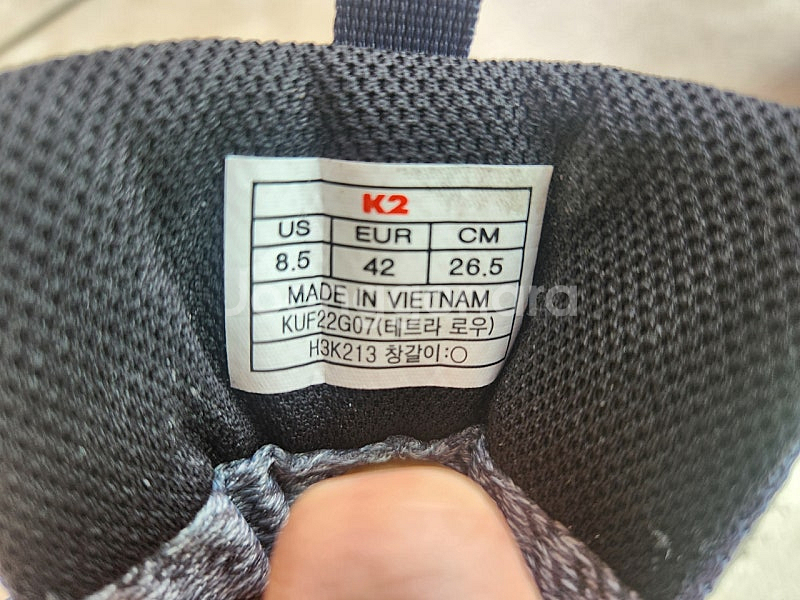 K2
US EUR CM
8.5 42 26.5
MADE IN VIETNAM
KUF22G07(테트라 로우)
H3K213 창갈이:○